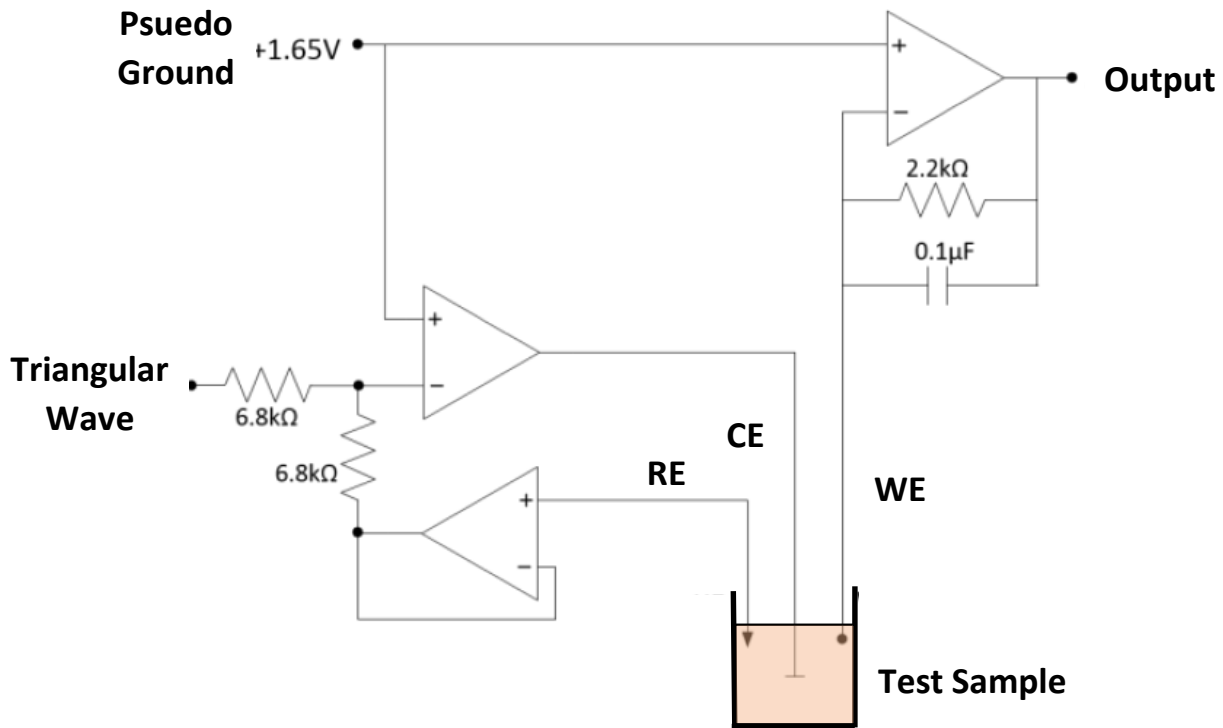 Psuedo
Ground
+1.65V
+
−
Output
2.2kΩ
0.1µF
+
−
Triangular
Wave
6.8kΩ
6.8kΩ
CE
RE
WE
+
−
Test Sample